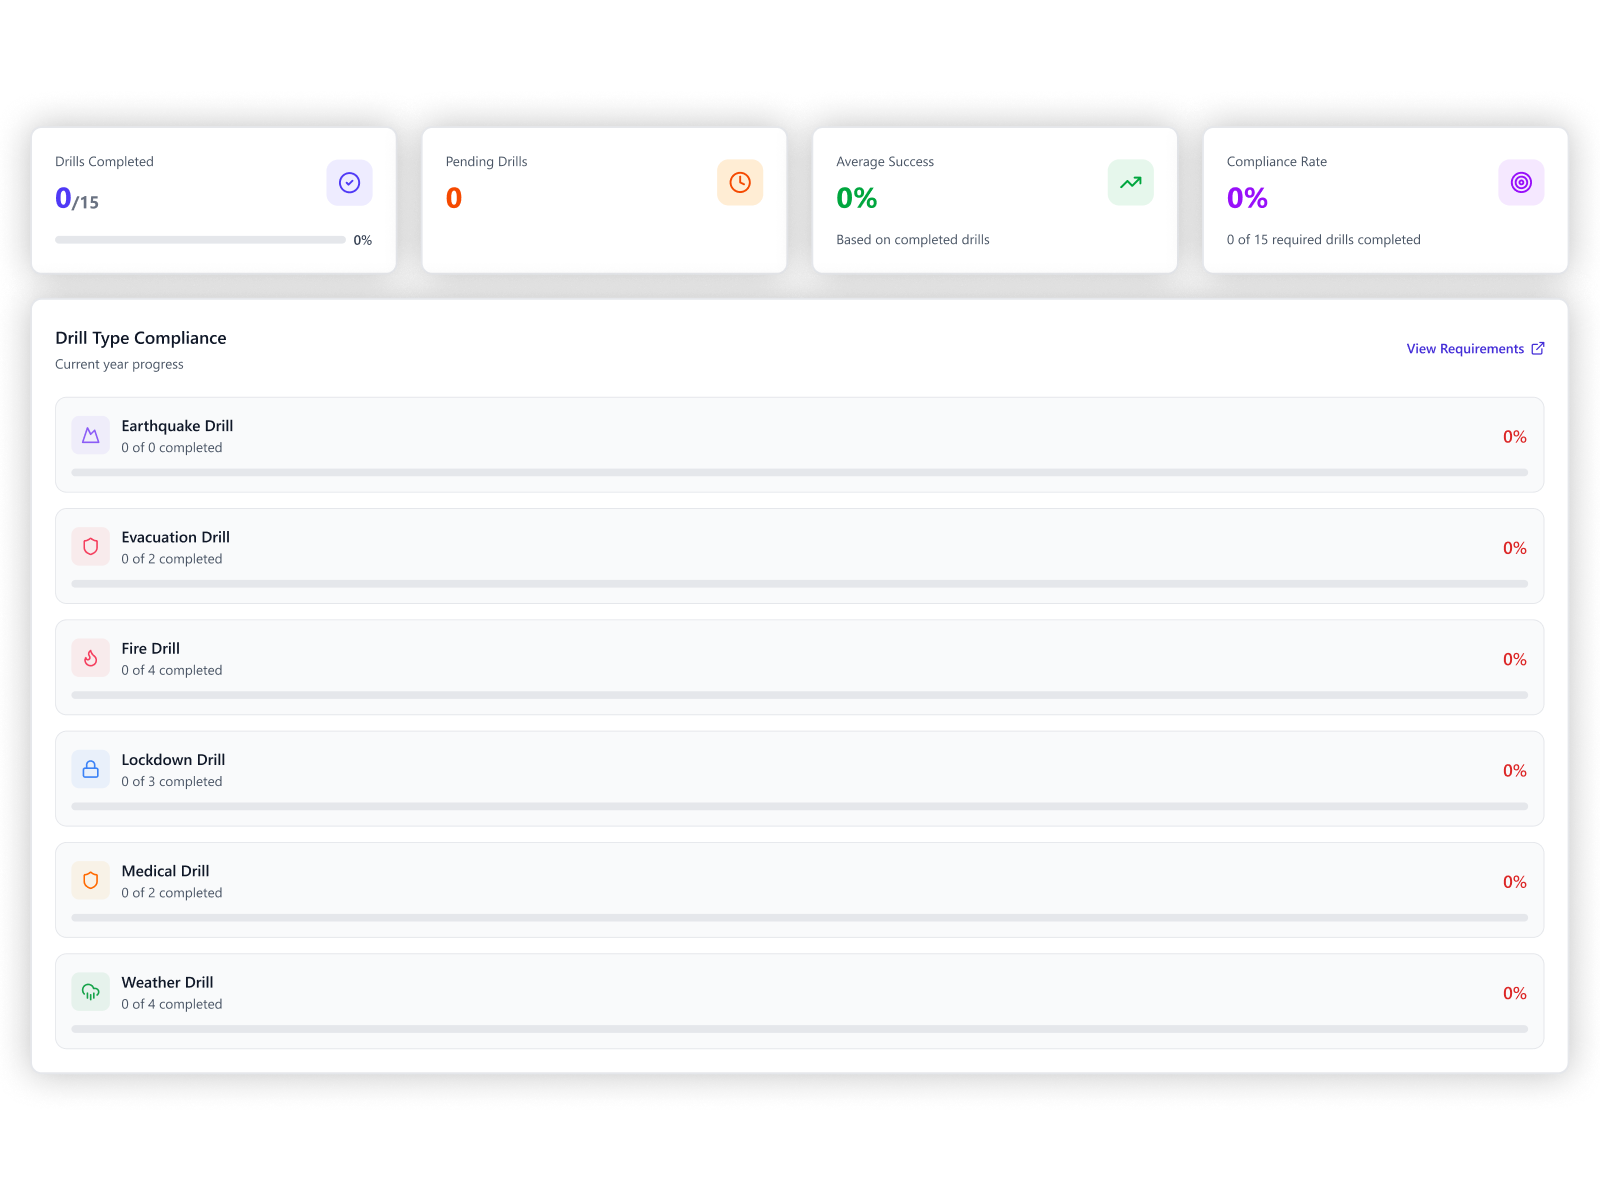 Drills Completed
0/15
0%
Pending Drills
0
Average Success
0%
Based on completed drills
Compliance Rate
0%
0 of 15 required drills completed
Drill Type Compliance
Current year progress
View Requirements
Earthquake Drill
0 of 0 completed
0%
Evacuation Drill
0 of 2 completed
0%
Fire Drill
0 of 4 completed
0%
Lockdown Drill
0 of 3 completed
0%
Medical Drill
0 of 2 completed
0%
Weather Drill
0 of 4 completed
0%